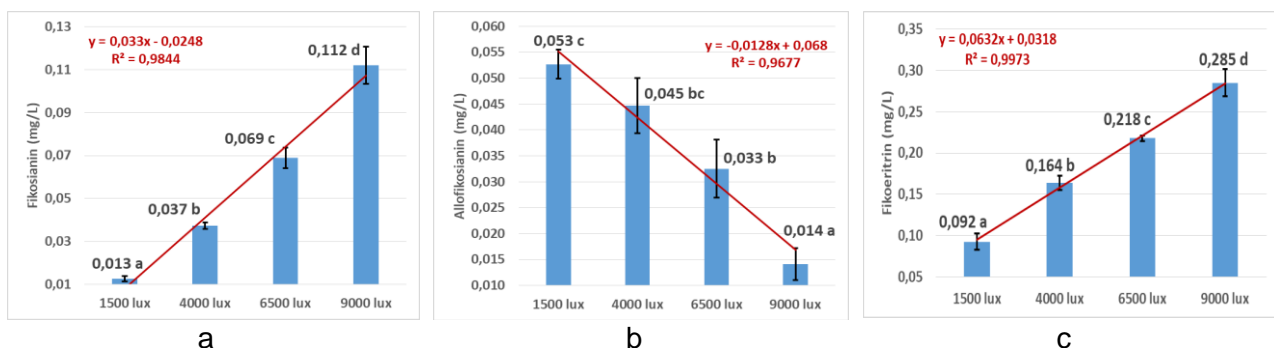 y = 0,033x - 0,0248
R² = 0,9844
Fikosianin (mg/L)
0,13
0,11
0,09
0,07
0,05
0,03
0,01
0,013 a
0,037 b
0,069 c
0,112 d
1500 lux
4000 lux
6500 lux
9000 lux
a
y = -0,0128x + 0,068
R² = 0,9677
Allofikosianin (mg/L)
0,060
0,055
0,050
0,045
0,040
0,035
0,030
0,025
0,020
0,015
0,010
0,053 c
0,045 bc
0,033 b
0,014 a
1500 lux
4000 lux
6500 lux
9000 lux
b
y = 0,0632x + 0,0318
R² = 0,9973
Fikoeritrin (mg/L)
0,35
0,30
0,25
0,20
0,15
0,10
0,05
0,092 a
0,164 b
0,218 c
0,285 d
1500 lux
4000 lux
6500 lux
9000 lux
c